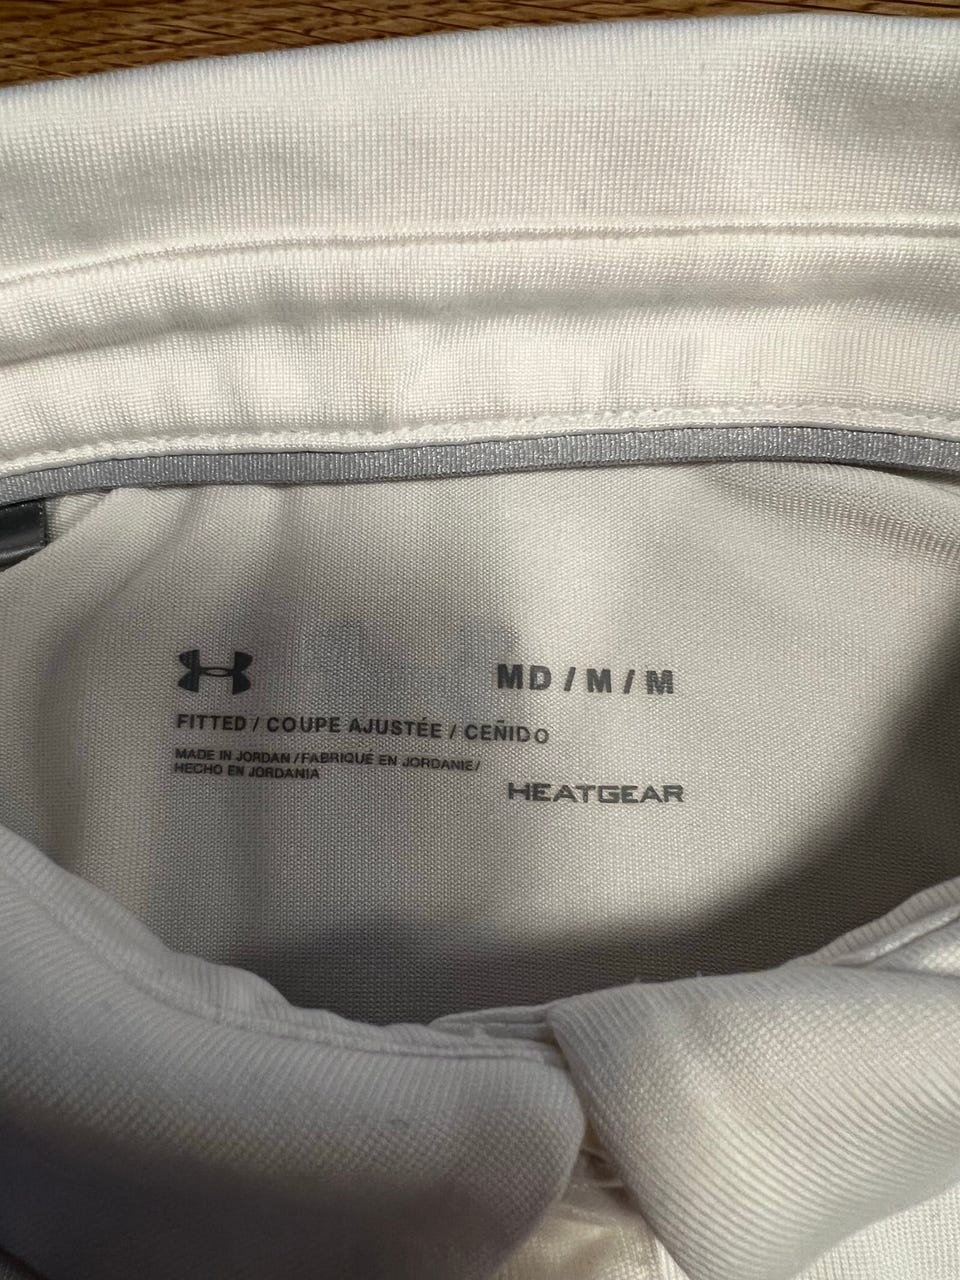 MD / M / M
FITTED / COUPE AJUSTÉE / CEÑIDO
MADE IN JORDAN / FABRIQUÉ EN JORDANIE /
HECHO EN JORDANIA
HEATGEAR